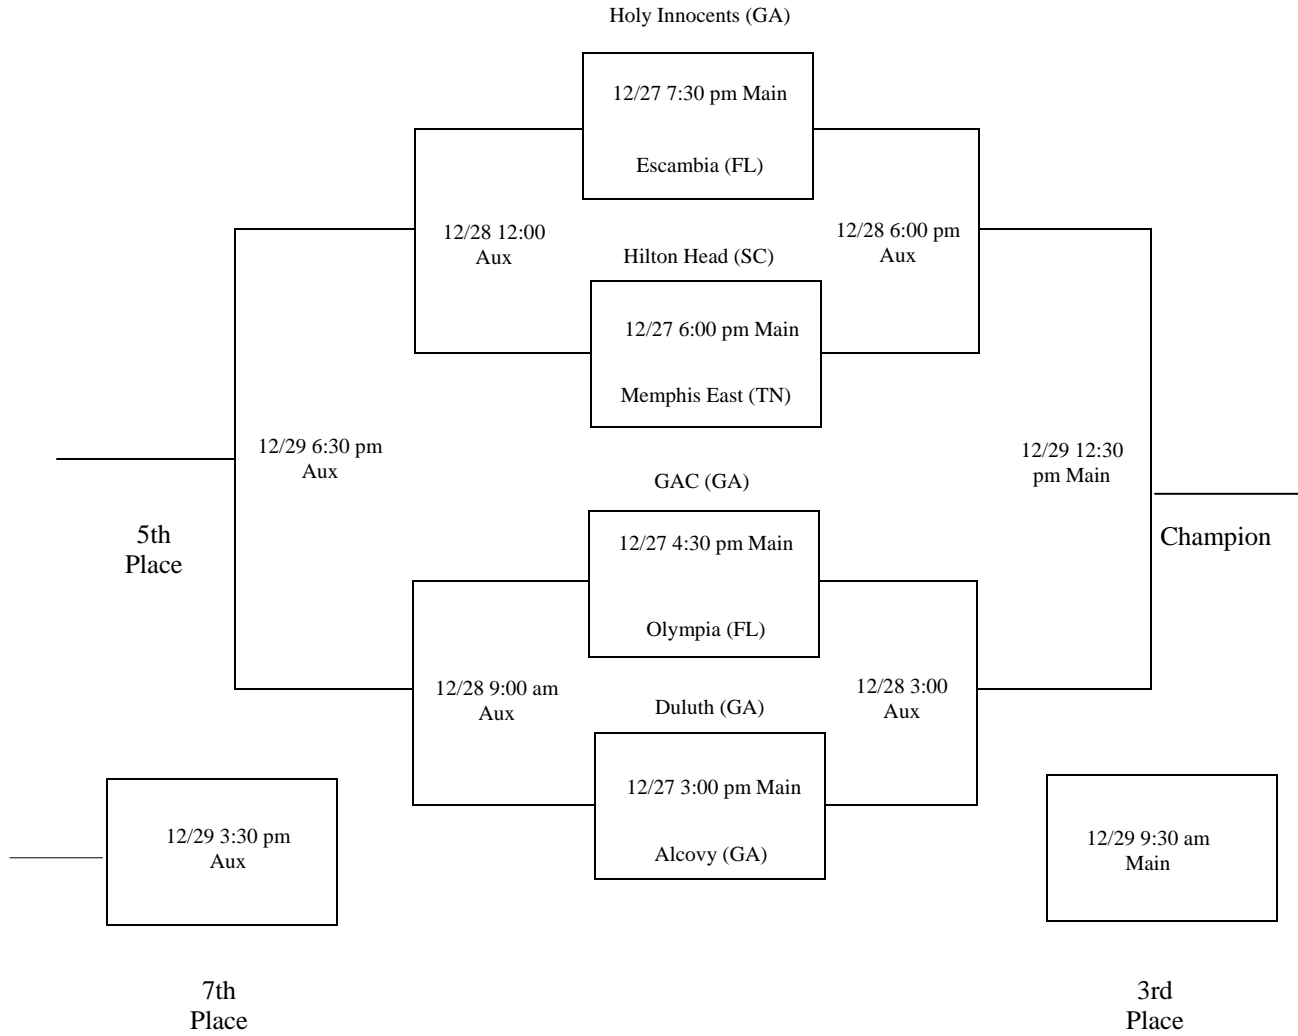 Holy Innocents (GA)
12/27 7:30 pm Main
Escambia (FL)
12/28 12:00
Aux
12/28 6:00 pm
Aux
Hilton Head (SC)
12/27 6:00 pm Main
Memphis East (TN)
12/29 6:30 pm
Aux
12/29 12:30
pm Main
GAC (GA)
5th
Place
12/27 4:30 pm Main
Champion
Olympia (FL)
12/28 9:00 am
Aux
12/28 3:00
Aux
Duluth (GA)
12/27 3:00 pm Main
Alcovy (GA)
12/29 3:30 pm
Aux
12/29 9:30 am
Main
7th
Place
3rd
Place